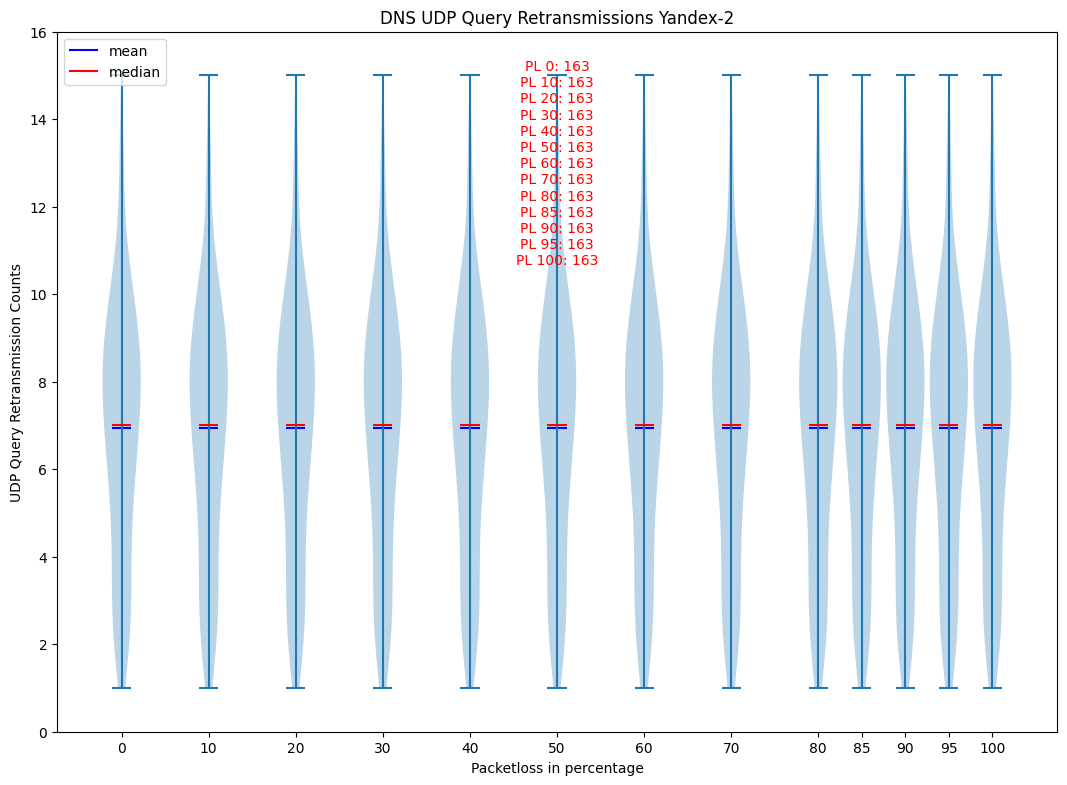 DNS UDP Query Retransmissions Yandex-2
mean
median
PL 0: 163
PL 10: 163
PL 20: 163
PL 30: 163
PL 40: 163
PL 50: 163
PL 60: 163
PL 70: 163
PL 80: 163
PL 85: 163
PL 90: 163
PL 95: 163
PL 100: 163
UDP Query Retransmission Counts
16
14
12
10
8
6
4
2
0
0 10 20 30 40 50 60 70 80 85 90 95 100
Packetloss in percentage